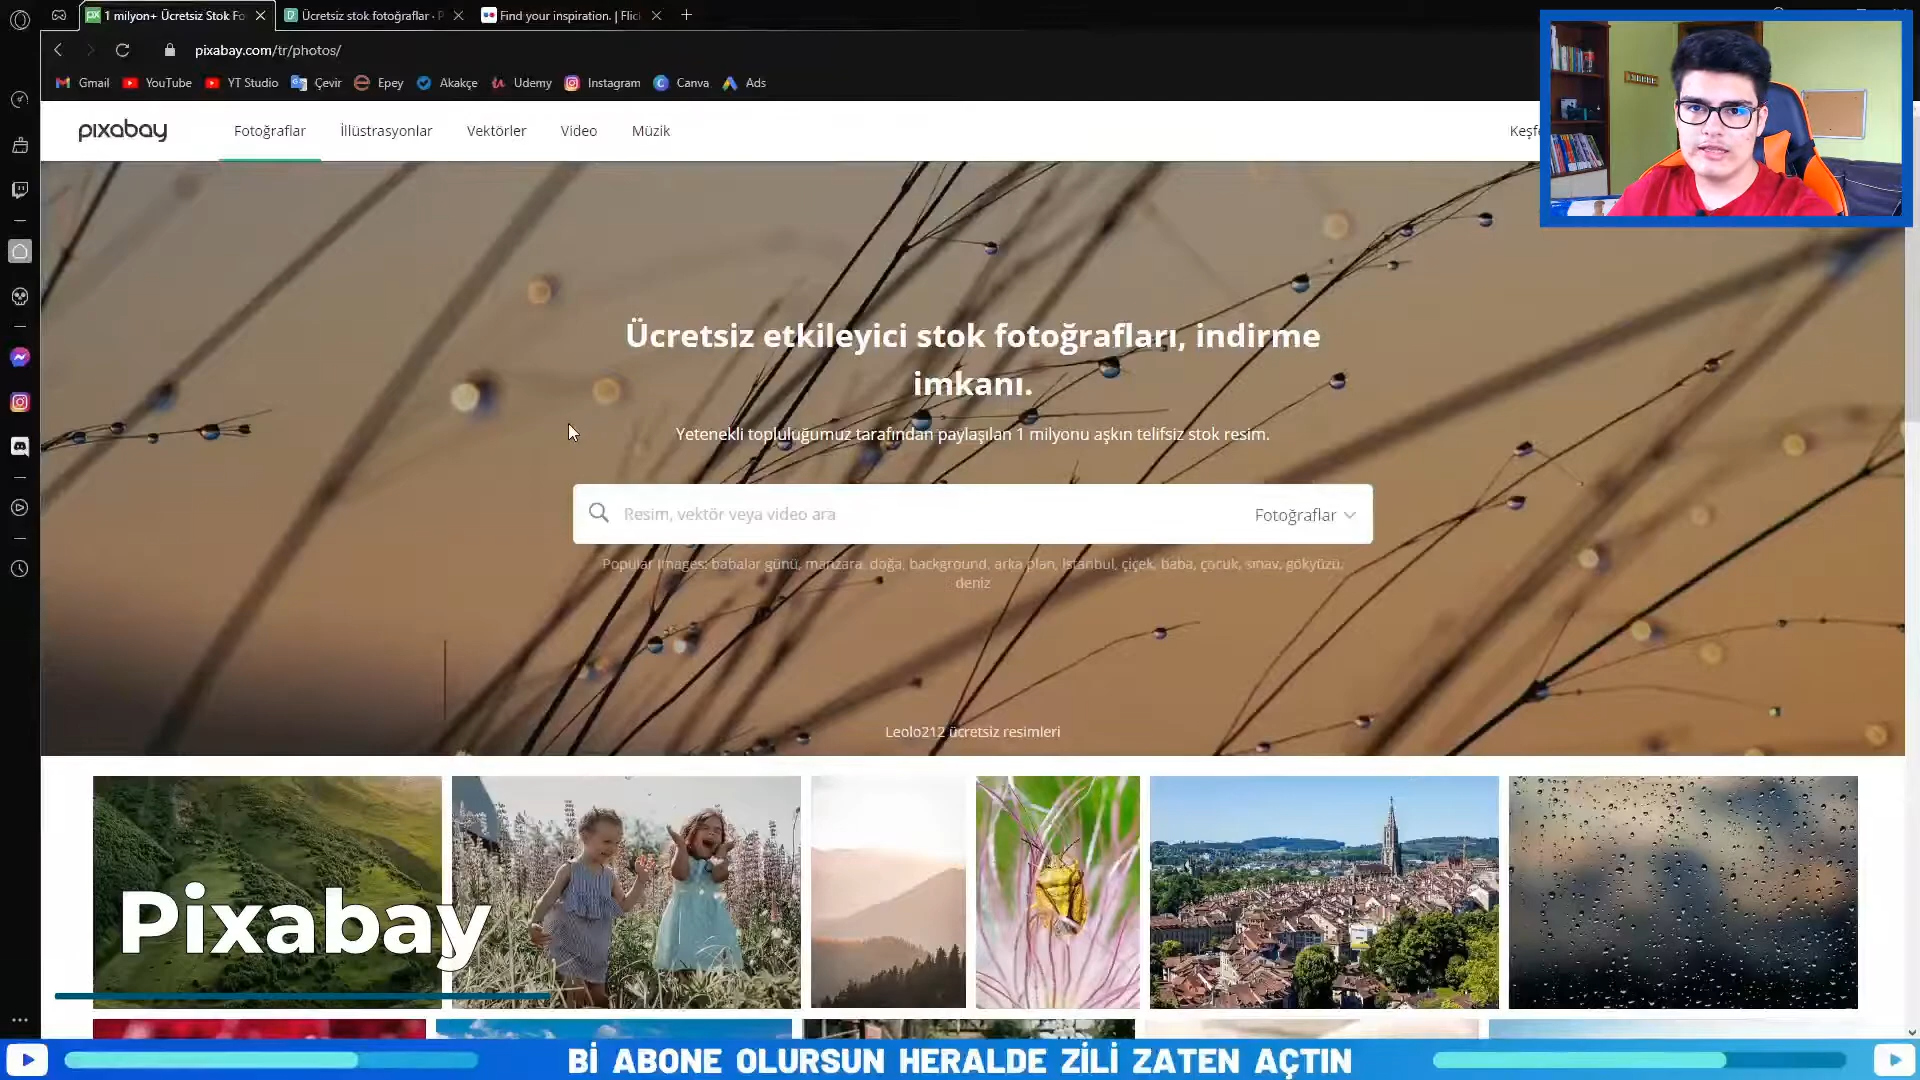 1 milyon+ Ücretsiz Stok Fo
Ücretsiz stok fotoğraflar · P
Find your inspiration. | Flic
pixabay.com/tr/photos/
Gmail
YouTube
YT Studio
Çevir
Epey
Akakçe
Udemy
Instagram
Canva
Ads
pixabay
Fotoğraflar
İllüstrasyonlar
Vektörler
Video
Müzik
Keşfe
Ücretsiz etkileyici stok fotoğrafları, indirme
imkanı.
Yetenekli topluluğumuz tarafından paylaşılan 1 milyonu aşkın telifsiz stok resim.
Resim, vektör veya video ara
Fotoğraflar
Popular images: babalar günü, manzara, doğa, background, arka plan, istanbul, çiçek, baba, çocuk, sınav, gökyüzü,
deniz
Leolo212 ücretsiz resimleri
Pixabay
Bİ ABONE OLURSUN HERALDE ZİLİ ZATEN AÇTIN